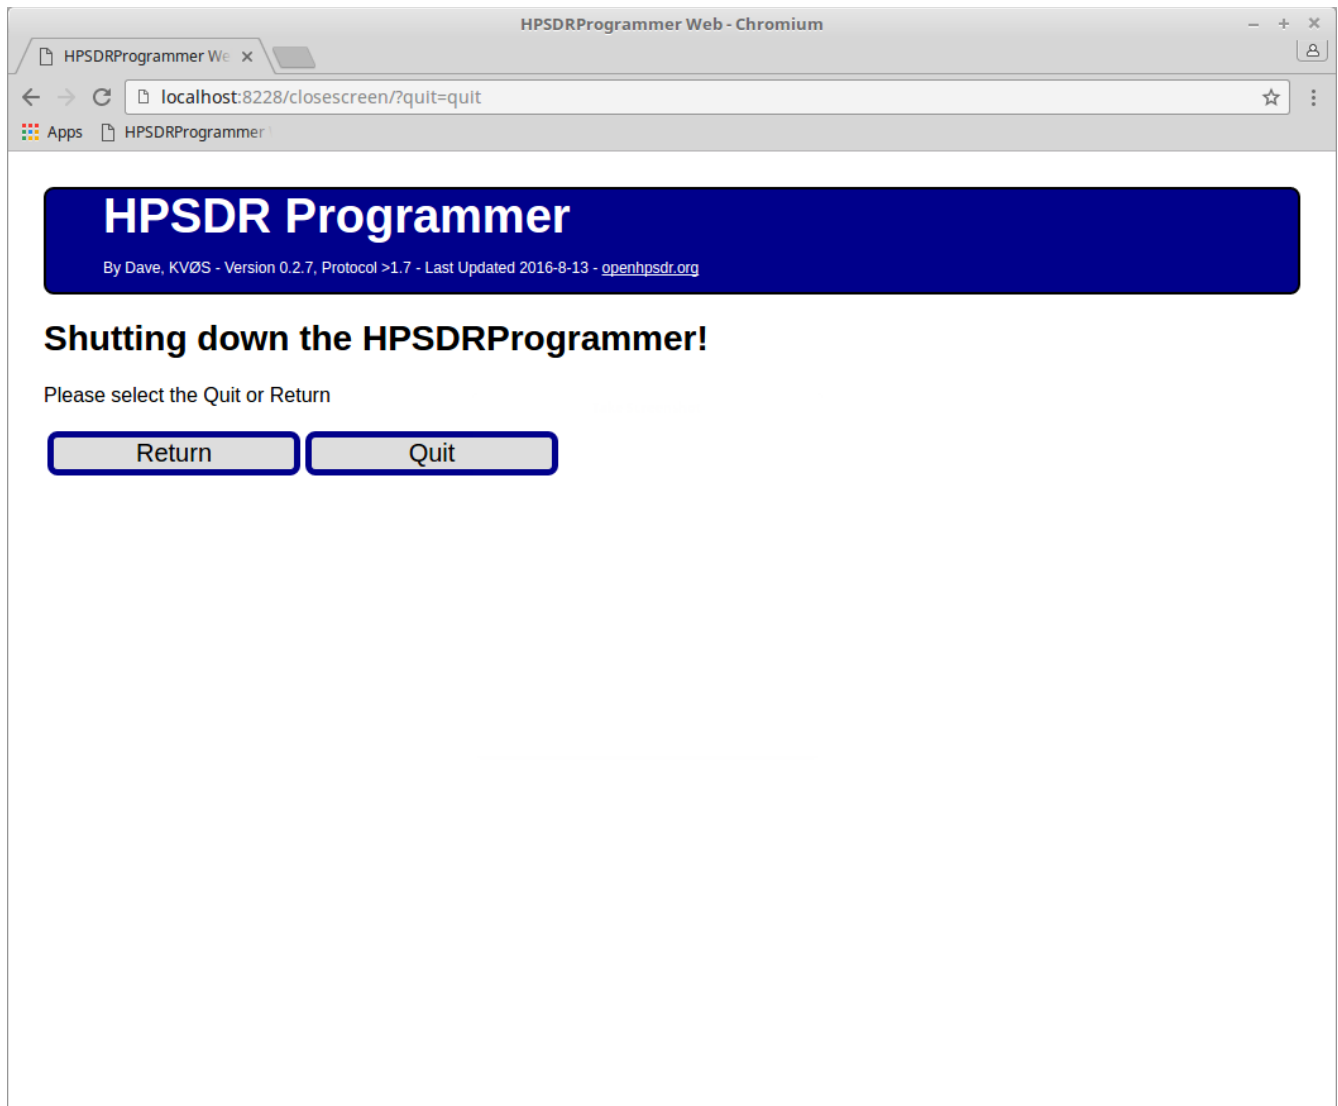 HPSDRProgrammer Web - Chromium
HPSDRProgrammer We
localhost:8228/closescreen/?quit=quit
Apps HPSDRProgrammer
HPSDR Programmer
By Dave, KVØS - Version 0.2.7, Protocol >1.7 - Last Updated 2016-8-13 - openhpsdr.org
Shutting down the HPSDRProgrammer!
Please select the Quit or Return
Return Quit